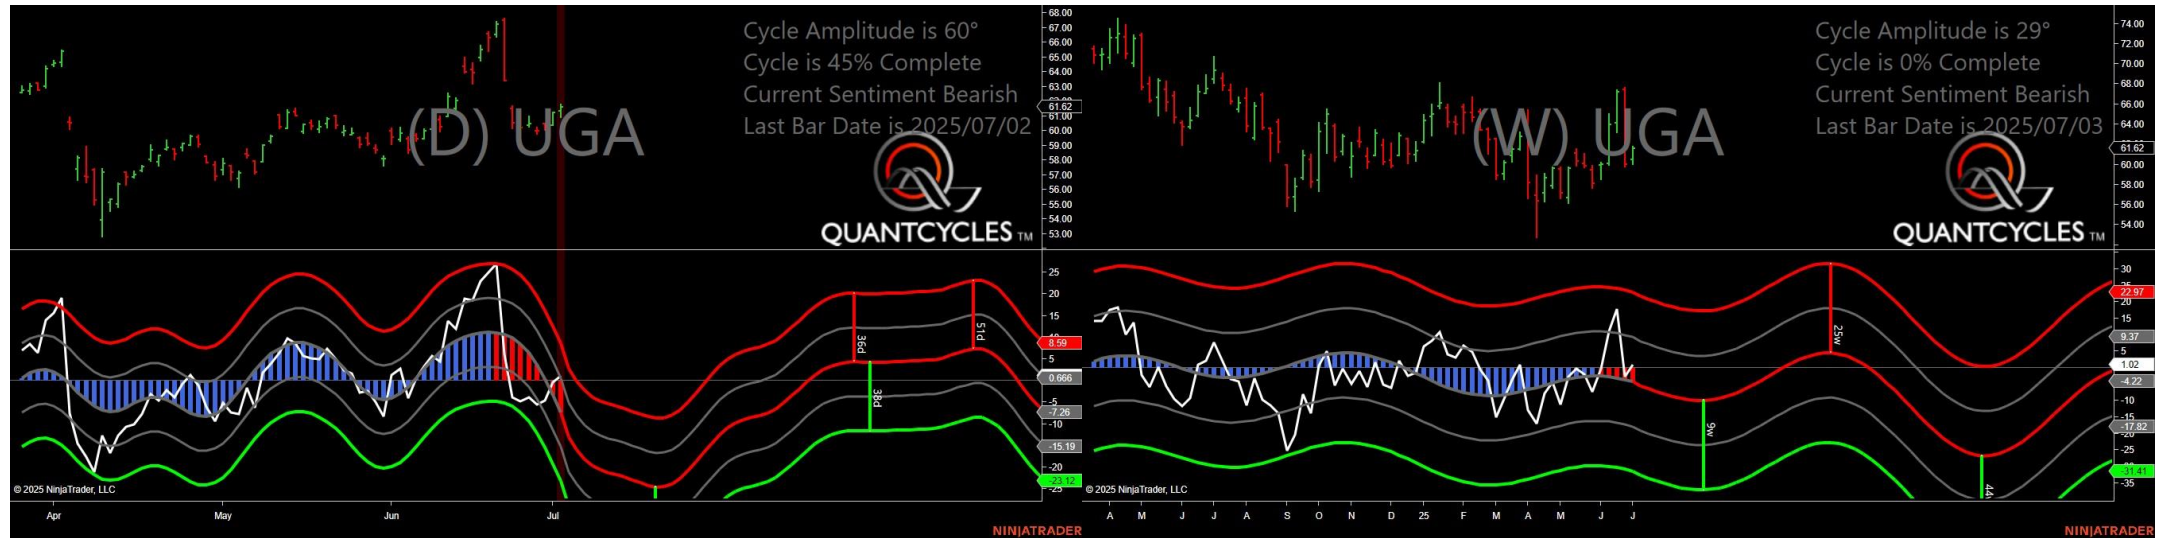 Cycle Amplitude is 60°
Cycle is 45% Complete
Current Sentiment Bearish
Last Bar Date is 2025/07/02
(D) UGA
QUANTCYCLES TM
68.00
67.00
66.00
65.00
64.00
63.00
61.62
61.00
60.00
59.00
58.00
57.00
56.00
55.00
54.00
53.00
25
20
15
8.59
5
0.666
-5
-7.26
-10
-15.19
-20
-23.12
-25
36d
51d
38d
© 2025 NinjaTrader, LLC
Apr May Jun Jul
NINJATRADER
Cycle Amplitude is 29°
Cycle is 0% Complete
Current Sentiment Bearish
Last Bar Date is 2025/07/03
(W) UGA
QUANTCYCLES TM
74.00
72.00
70.00
68.00
66.00
64.00
61.62
60.00
58.00
56.00
54.00
30
22.97
15
9.37
5
1.02
-4.22
-10
-15
-17.82
-20
-25
-31.41
-35
25w
9w
© 2025 NinjaTrader, LLC
A M J J A S O N D 25 F M A M J J
NINJATRADER